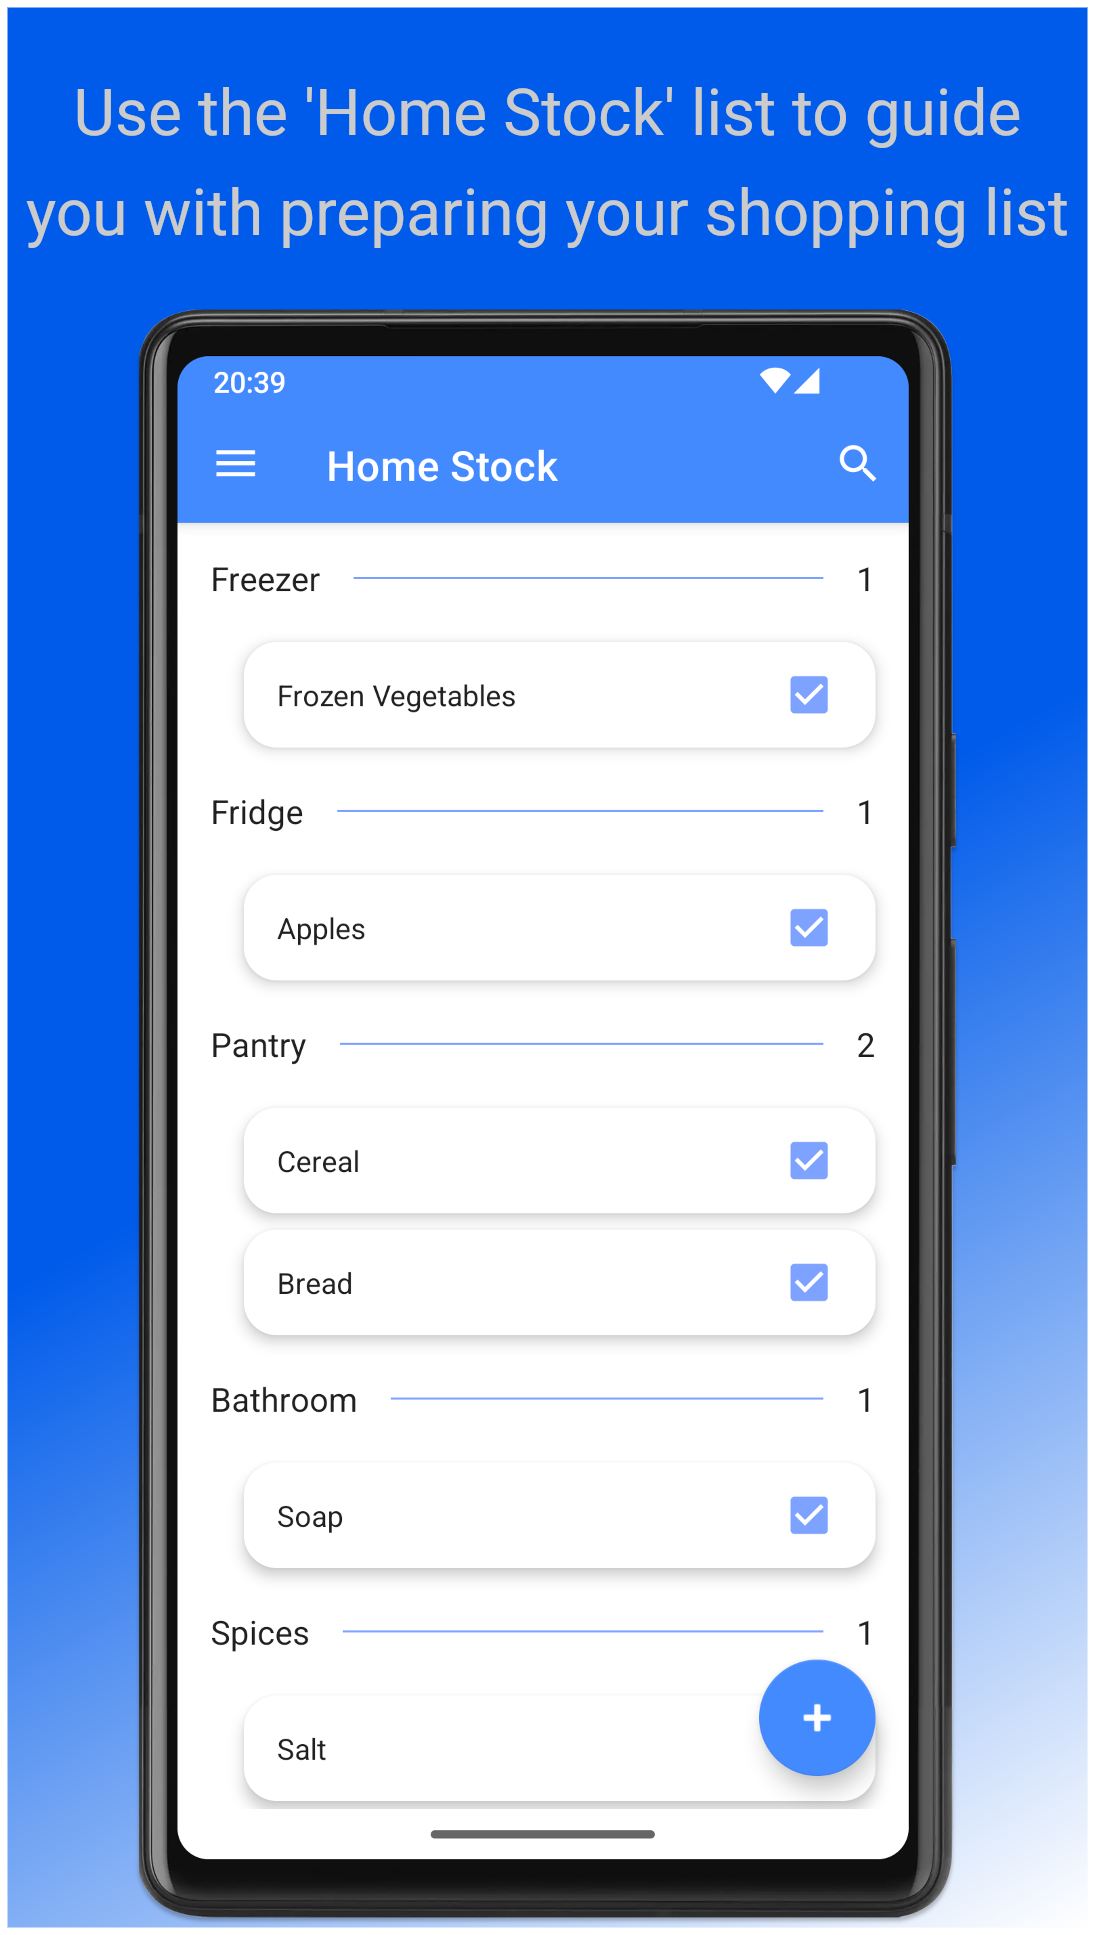 Use the 'Home Stock' list to guide
you with preparing your shopping list
20:39
Home Stock
Freezer 1
Frozen Vegetables
Fridge 1
Apples
Pantry 2
Cereal
Bread
Bathroom 1
Soap
Spices 1
Salt
+